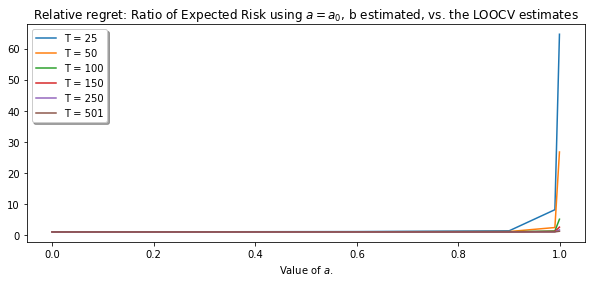 Relative regret: Ratio of Expected Risk using a = a₀, b estimated, vs. the LOOCV estimates
T = 25
T = 50
T = 100
T = 150
T = 250
T = 501
60
50
40
30
20
10
0
0.0 0.2 0.4 0.6 0.8 1.0
Value of a.